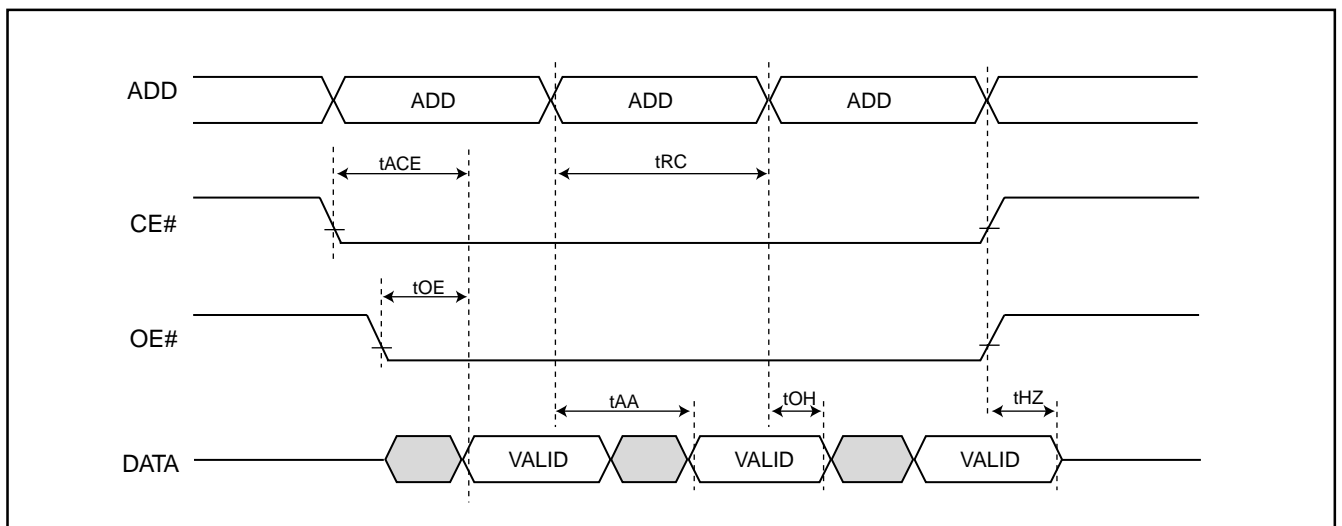 ADD
ADD ADD ADD
tACE tRC
CE#
tOE
OE#
tAA tOH tHZ
DATA
VALID VALID VALID